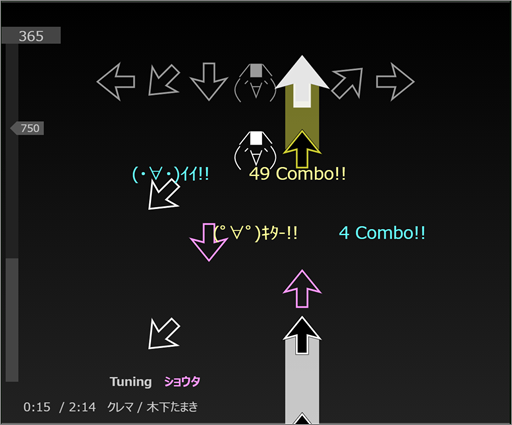 365
750
(・∀・)ｲｲ!! 49 Combo!!
(ﾟ∀ﾟ)ｷﾀ-!! 4 Combo!!
Tuning ショウタ
0:15 / 2:14 クレマ / 木下たまき